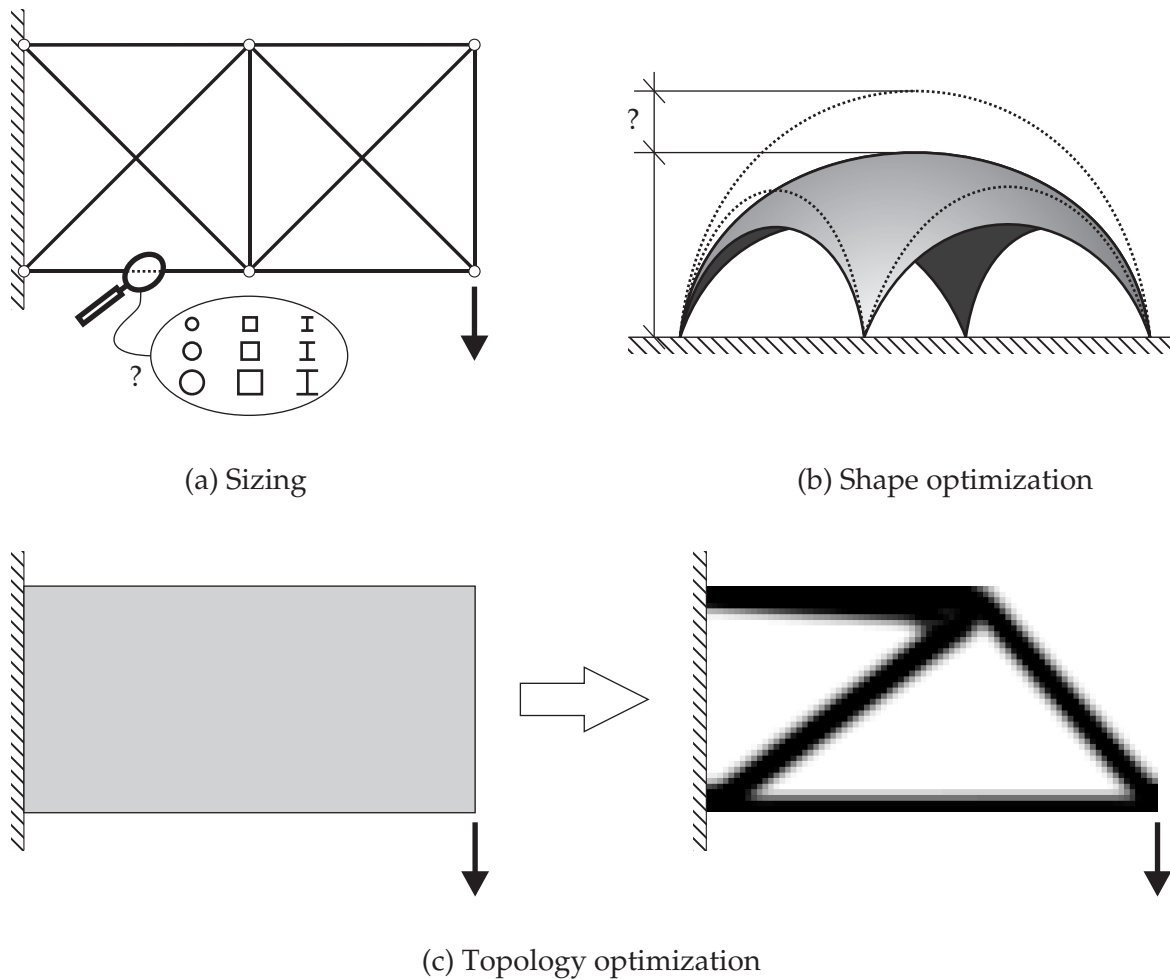 ?
?
(a) Sizing
(b) Shape optimization
(c) Topology optimization